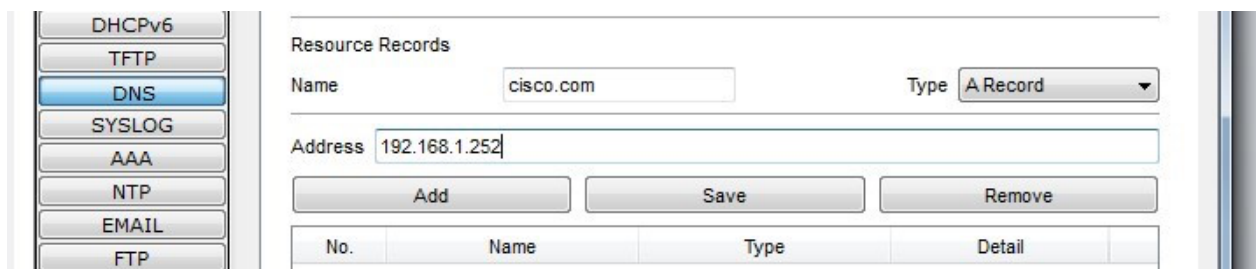 DHCPv6
TFTP
DNS
SYSLOG
AAA
NTP
EMAIL
FTP
Resource Records
Name cisco.com Type A Record
Address 192.168.1.252
Add Save Remove
No. Name Type Detail